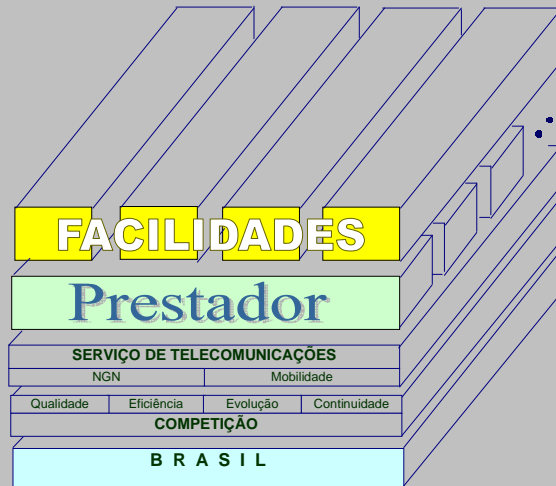 FACILIDADES
Prestador
SERVIÇO DE TELECOMUNICAÇÕES
NGN Mobilidade
Qualidade Eficiência Evolução Continuidade
COMPETIÇÃO
B R A S I L